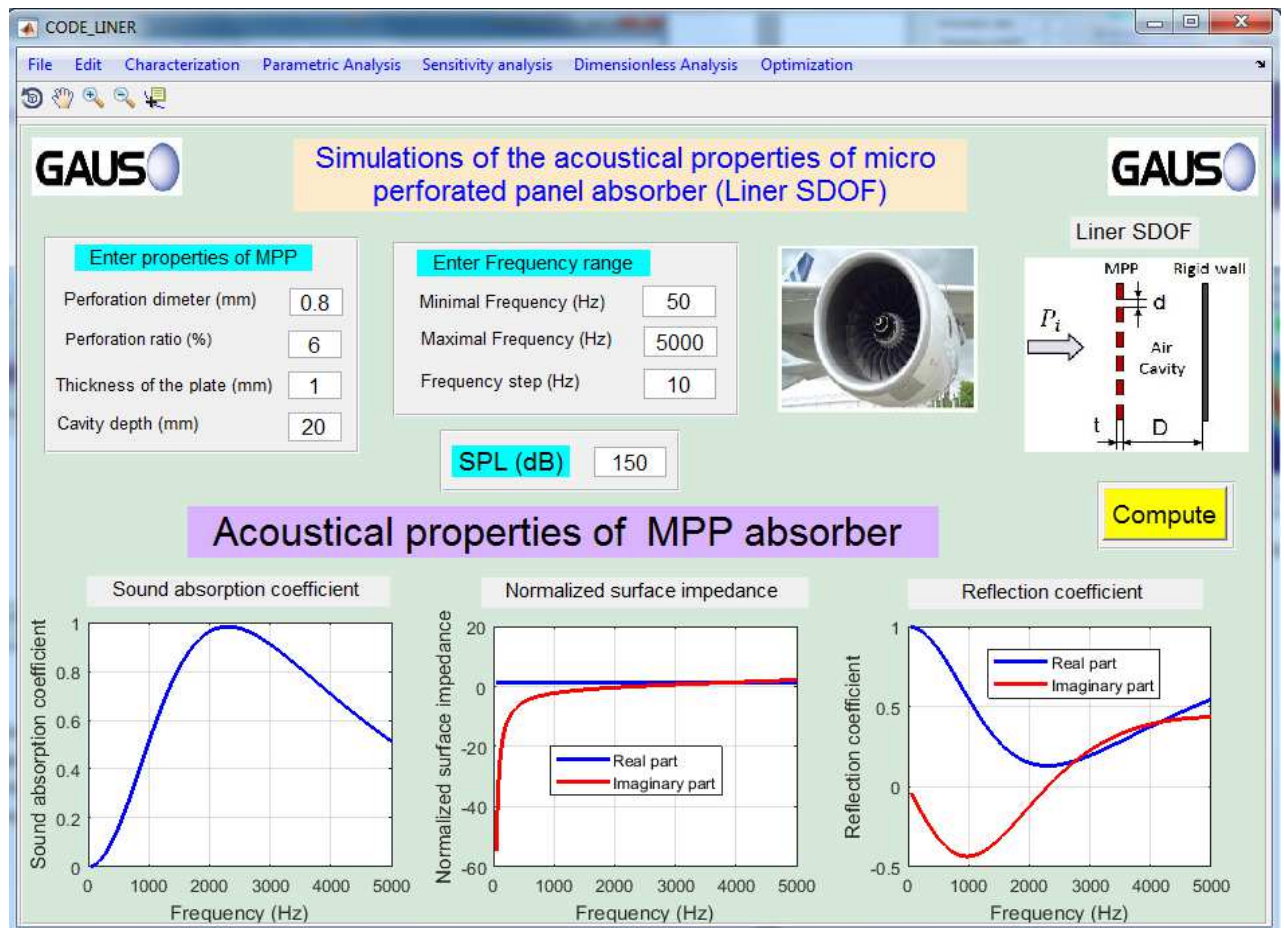 CODE_LINER
File Edit Characterization Parametric Analysis Sensitivity analysis Dimensionless Analysis Optimization
GAUS
Simulations of the acoustical properties of micro
perforated panel absorber (Liner SDOF)
GAUS
Enter properties of MPP
Perforation dimeter (mm) 0.8
Perforation ratio (%) 6
Thickness of the plate (mm) 1
Cavity depth (mm) 20
Enter Frequency range
Minimal Frequency (Hz) 50
Maximal Frequency (Hz) 5000
Frequency step (Hz) 10
SPL (dB) 150
Liner SDOF
MPP Rigid wall
d
Pi
Air
Cavity
t D
Compute
Acoustical properties of MPP absorber
Sound absorption coefficient
Sound absorption coefficient
1
0.8
0.6
0.4
0.2
0
0 1000 2000 3000 4000 5000
Frequency (Hz)
Normalized surface impedance
Normalized surface impedance
20
0
-20
-40
-60
Real part
Imaginary part
0 1000 2000 3000 4000 5000
Frequency (Hz)
Reflection coefficient
Reflection coefficient
1
0.5
0
-0.5
Real part
Imaginary part
0 1000 2000 3000 4000 5000
Frequency (Hz)